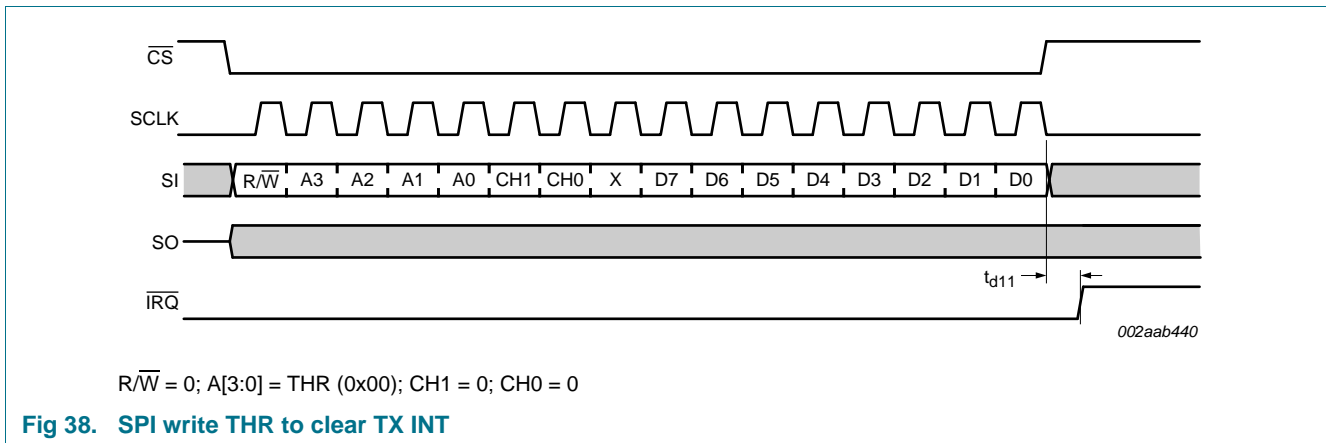 CS
SCLK
SI R/W A3 A2 A1 A0 CH1 CH0 X D7 D6 D5 D4 D3 D2 D1 D0
SO
td11
IRQ
002aab440
R/W = 0; A[3:0] = THR (0x00); CH1 = 0; CH0 = 0
Fig 38. SPI write THR to clear TX INT